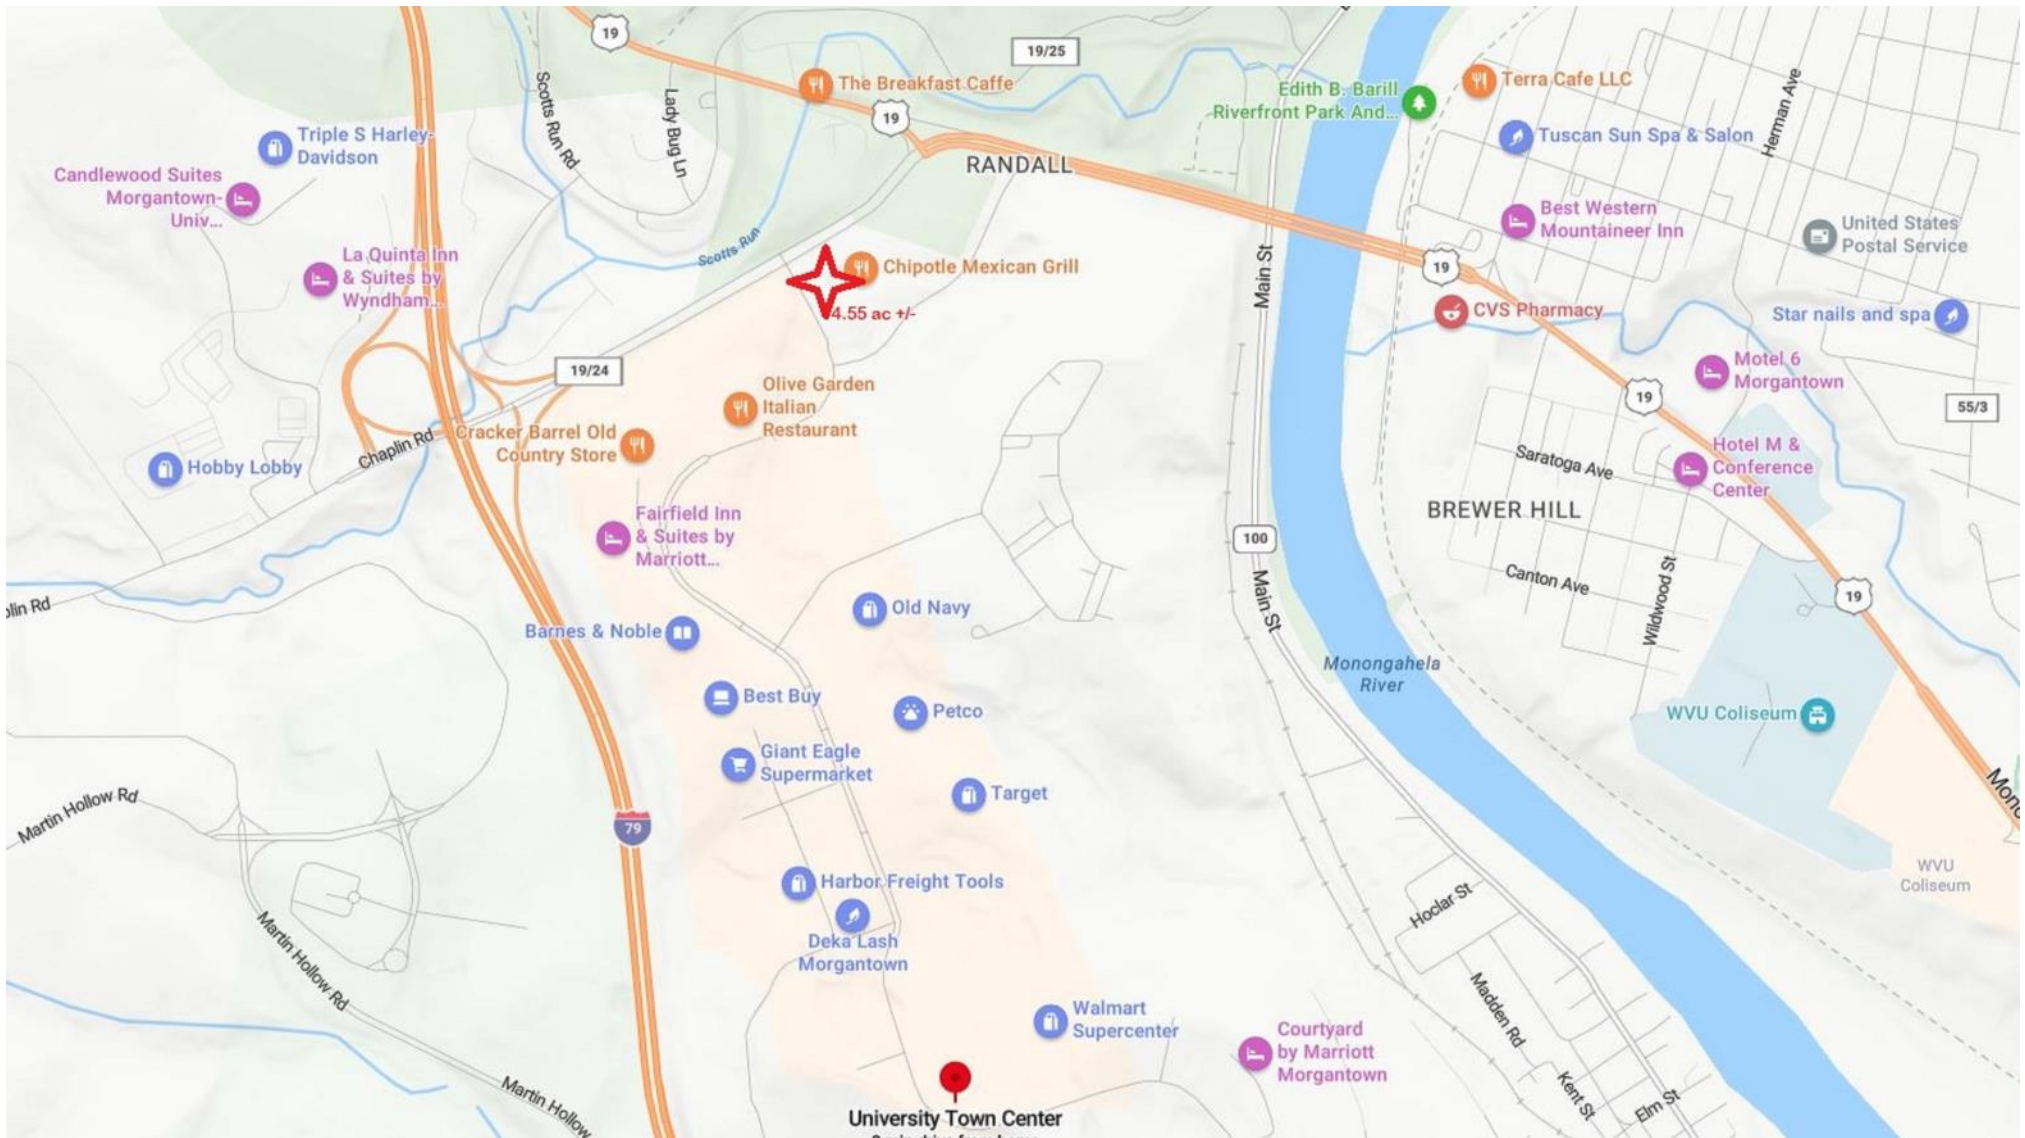 19
19/25
The Breakfast Caffe
19
RANDALL
Scotts Run Rd
Lady Bug Ln
Edith B. Barill
Riverfront Park And...
Terra Cafe LLC
Tuscan Sun Spa & Salon
Herman Ave
Triple S Harley-
Davidson
Candlewood Suites
Morgantown-
Univ...
La Quinta Inn
& Suites by
Wyndham...
Scotts Run
Chipotle Mexican Grill
4.55 ac +/-
Main St
Best Western
Mountaineer Inn
United States
Postal Service
19
CVS Pharmacy
Star nails and spa
Motel 6
Morgantown
19
55/3
19/24
Olive Garden
Italian
Restaurant
Cracker Barrel Old
Country Store
Chaplin Rd
Hobby Lobby
Saratoga Ave
Hotel M &
Conference
Center
BREWER HILL
Fairfield Inn
& Suites by
Marriott...
100
Main St
Canton Ave
Wildwood St
19
Old Navy
Barnes & Noble
Monongahela
River
Best Buy
Petco
WVU Coliseum
Giant Eagle
Supermarket
Target
Martin Hollow Rd
79
WVU
Coliseum
Harbor Freight Tools
Deka Lash
Morgantown
Hoclar St
Martin Hollow Rd
Madden Rd
Walmart
Supercenter
Courtyard
by Marriott
Morgantown
Kent St
Elm St
Martin Hollow
University Town Center